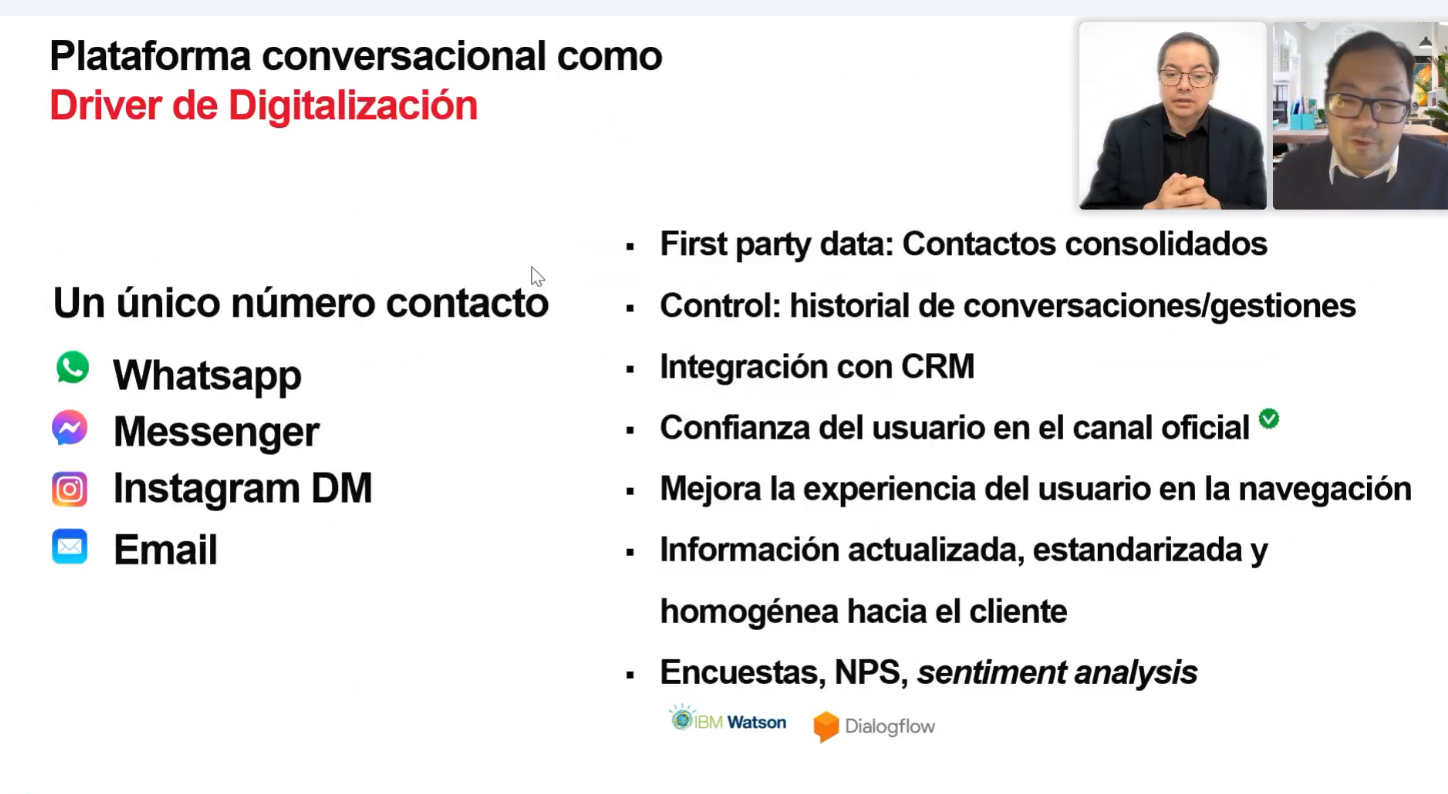 Plataforma conversacional como
Driver de Digitalización
Un único número contacto
Whatsapp
Messenger
Instagram DM
Email
First party data: Contactos consolidados
Control: historial de conversaciones/gestiones
Integración con CRM
Confianza del usuario en el canal oficial
Mejora la experiencia del usuario en la navegación
Información actualizada, estandarizada y
homogénea hacia el cliente
Encuestas, NPS, sentiment analysis
IBM Watson
Dialogflow